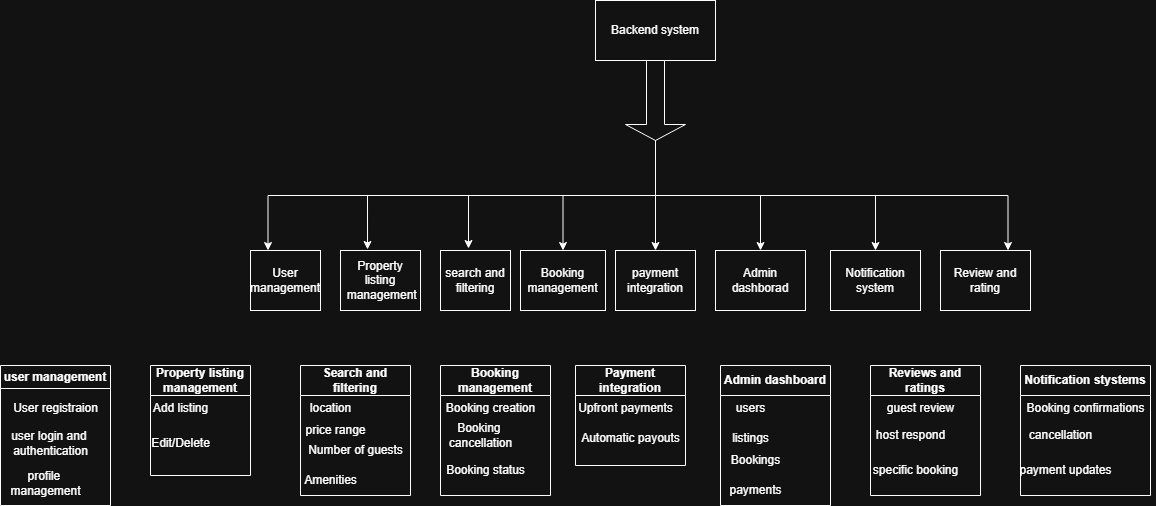 Backend system
User
management
Property
listing
management
search and
filtering
Booking
management
payment
integration
Admin
dashborad
Notification
system
Review and
rating
user management
User registraion
user login and
authentication
profile
management
Property listing
management
Add listing
Edit/Delete
Search and
filtering
location
price range
Number of guests
Amenities
Booking
management
Booking creation
Booking
cancellation
Booking status
Payment
integration
Upfront payments
Automatic payouts
Admin dashboard
users
listings
Bookings
payments
Reviews and
ratings
guest review
host respond
specific booking
Notification stystems
Booking confirmations
cancellation
payment updates